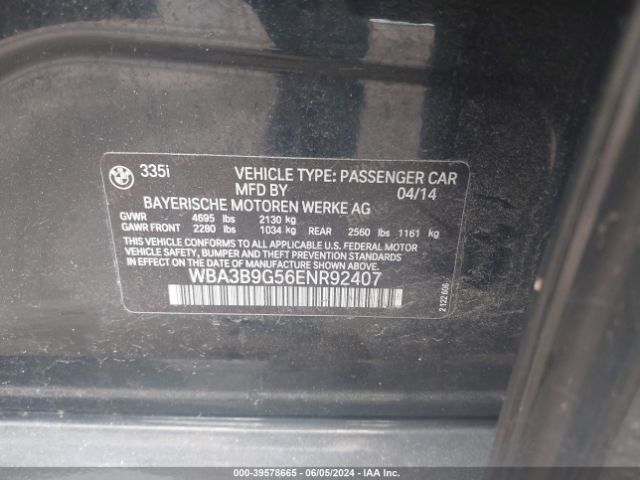 335i VEHICLE TYPE: PASSENGER CAR
MFD BY 04/14
BAYERISCHE MOTOREN WERKE AG
GVWR 4695 lbs 2130 kg
GAWR FRONT 2280 lbs 1034 kg REAR 2560 lbs 1161 kg
THIS VEHICLE CONFORMS TO ALL APPLICABLE U.S. FEDERAL MOTOR
VEHICLE SAFETY, BUMPER AND THEFT PREVENTION STANDARDS
IN EFFECT ON THE DATE OF MANUFACTURE SHOWN ABOVE.
WBA3B9G56ENR92407
2 122 606
000-39578665 - 06/05/2024 - IAA Inc.